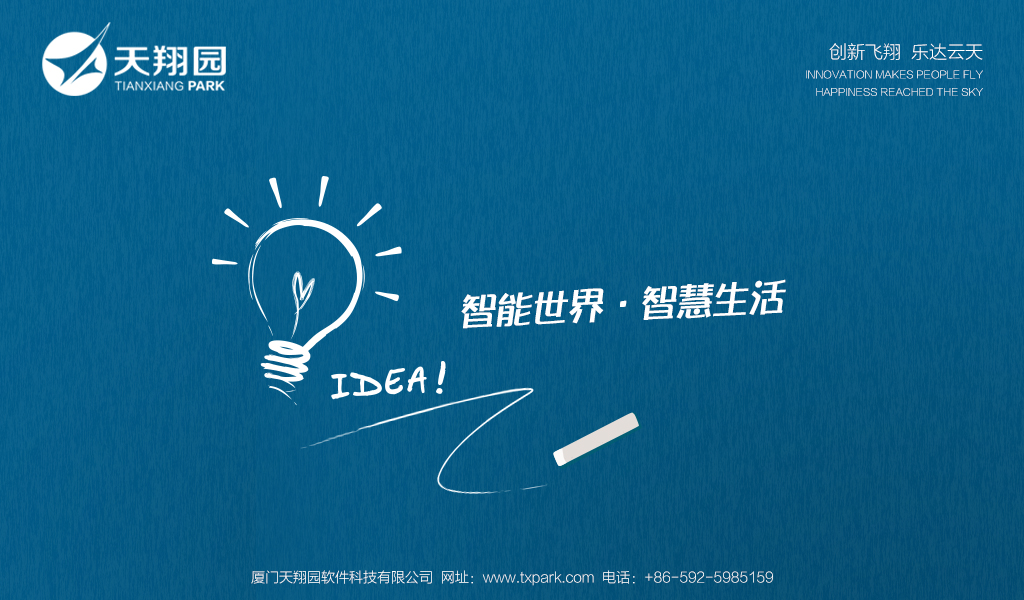 天翔园
TIANXIANG PARK
创新飞翔 乐达云天
INNOVATION MAKES PEOPLE FLY
HAPPINESS REACHED THE SKY
智能世界·智慧生活
IDEA!
厦门天翔园软件科技有限公司 网址：www.txpark.com 电话：+86-592-5985159